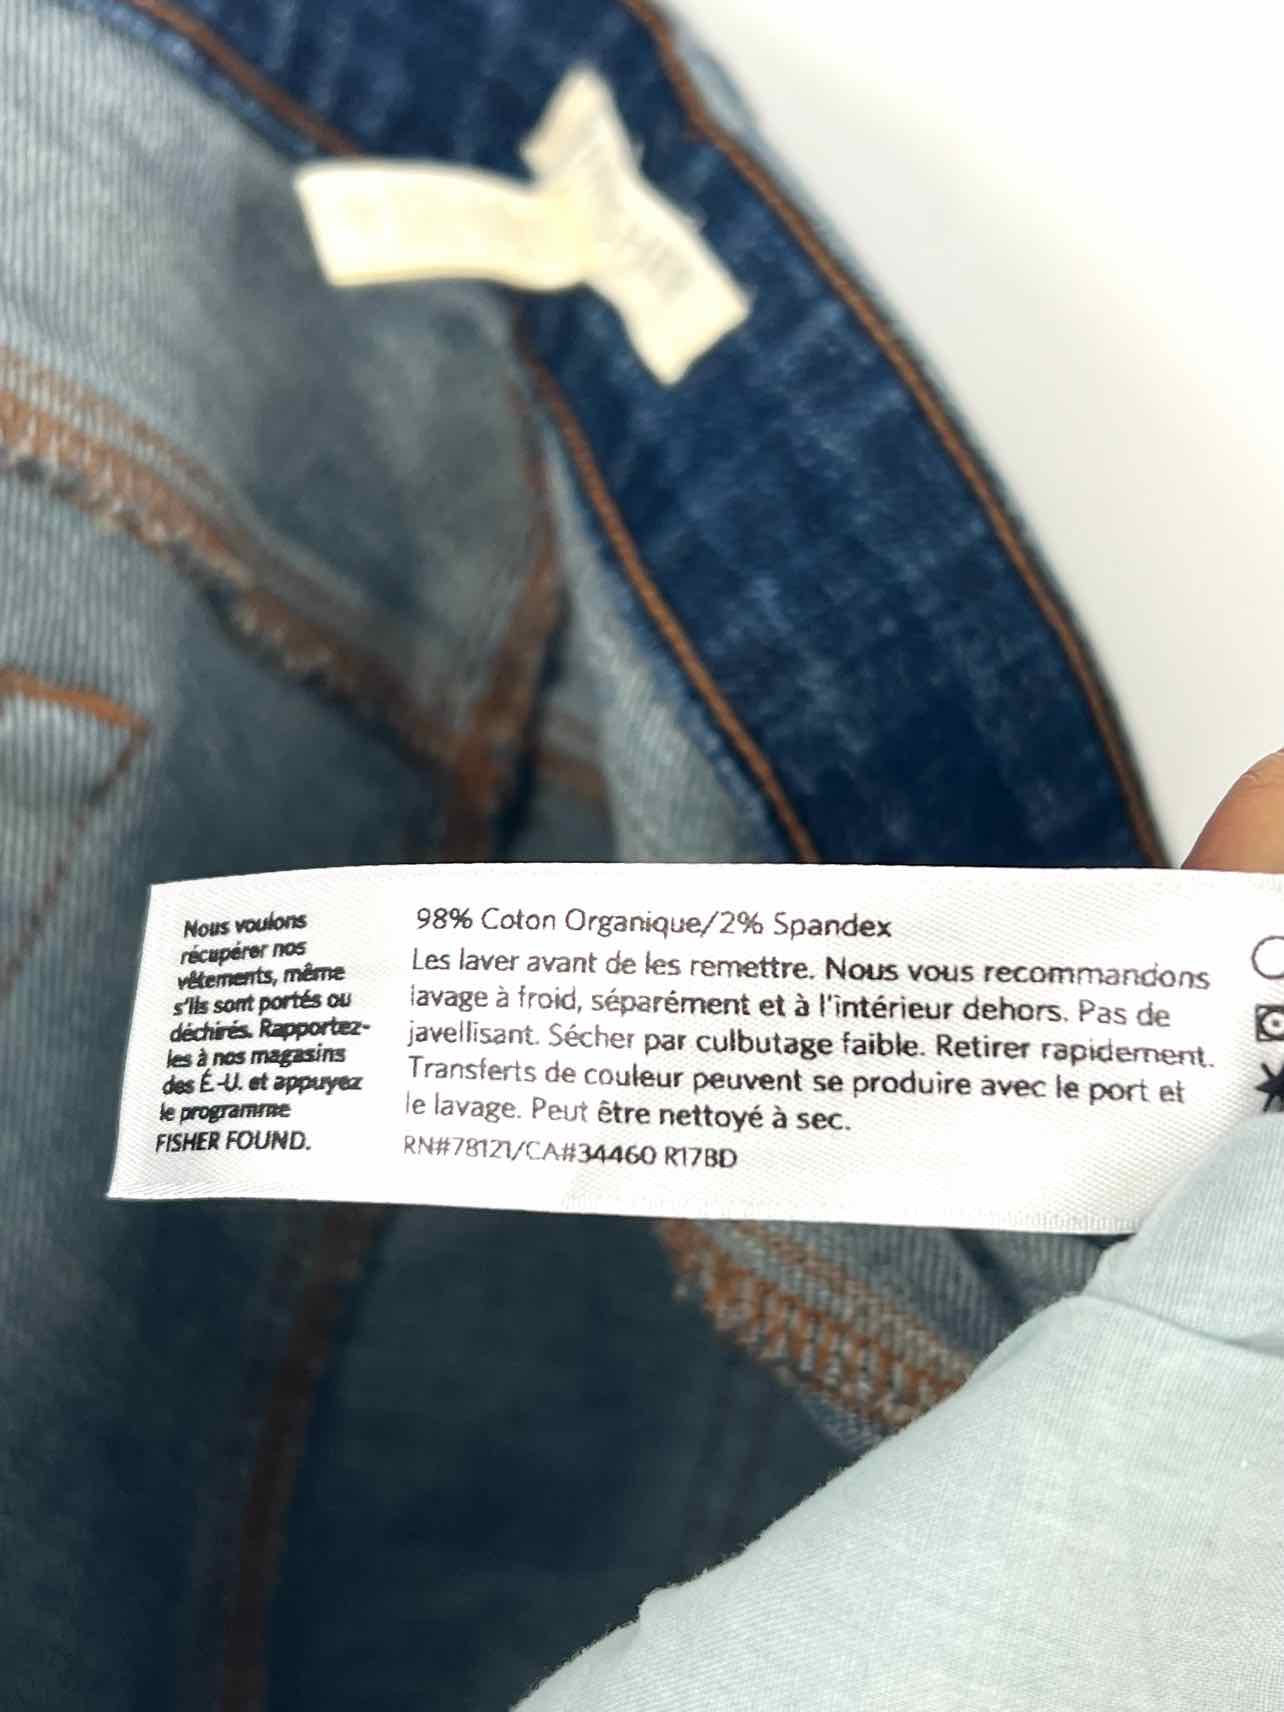 Nous voulons
récupérer nos
vêtements, même
s'ils sont portés ou
déchirés. Rapportez-
les à nos magasins
des É.-U. et appuyez
le programme
FISHER FOUND.
98% Coton Organique/2% Spandex
Les laver avant de les remettre. Nous vous recommandons
lavage à froid, séparément et à l'intérieur dehors. Pas de
javellisant. Sécher par culbutage faible. Retirer rapidement.
Transferts de couleur peuvent se produire avec le port et
le lavage. Peut être nettoyé à sec.
RN#78121/CA#34460 R17BD